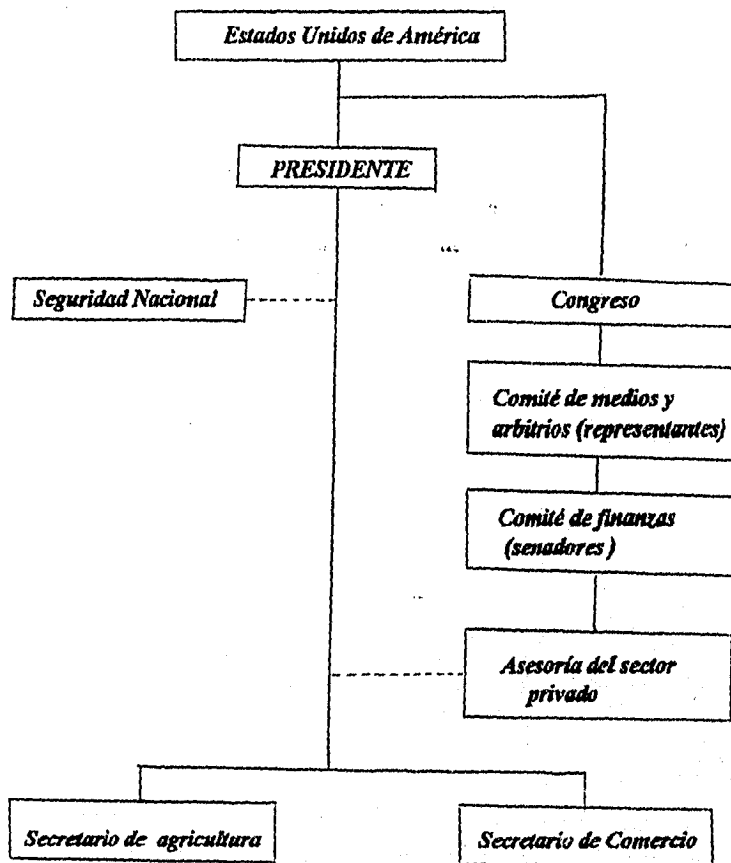 Estados Unidos de América
PRESIDENTE
Seguridad Nacional
Congreso
Comité de medios y
arbitrios (representantes)
Comité de finanzas
(senadores )
Asesoría del sector
privado
Secretario de agricultura
Secretario de Comercio